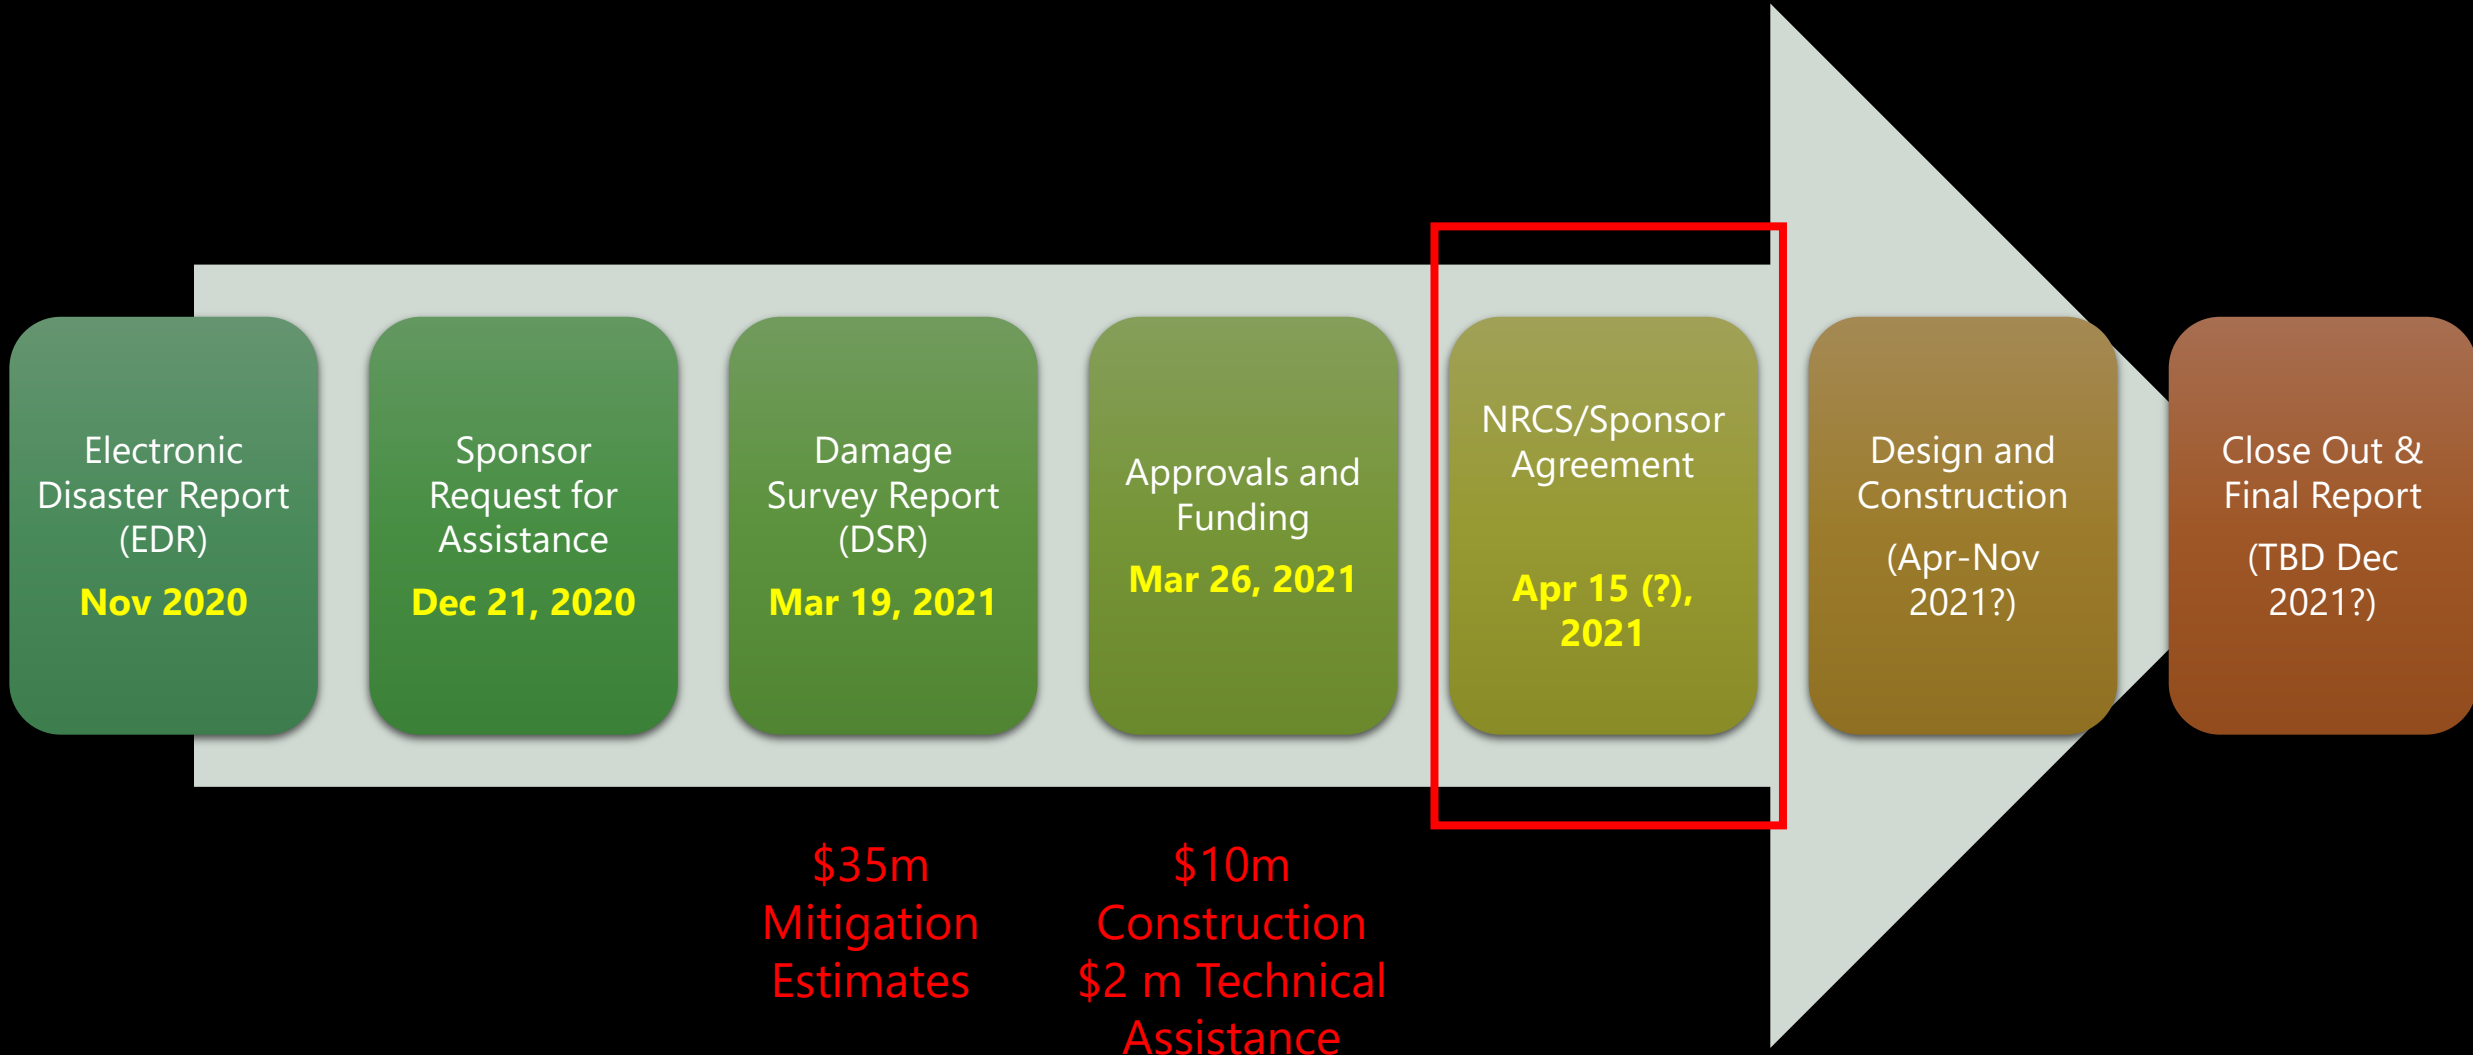 Electronic
Disaster Report
(EDR)
Nov 2020
Sponsor
Request for
Assistance
Dec 21, 2020
Damage
Survey Report
(DSR)
Mar 19, 2021
Approvals and
Funding
Mar 26, 2021
NRCS/Sponsor
Agreement
Apr 15 (?),
2021
Design and
Construction
(Apr-Nov
2021?)
Close Out &
Final Report
(TBD Dec
2021?)
$35m
Mitigation
Estimates
$10m
Construction
$2 m Technical
Assistance